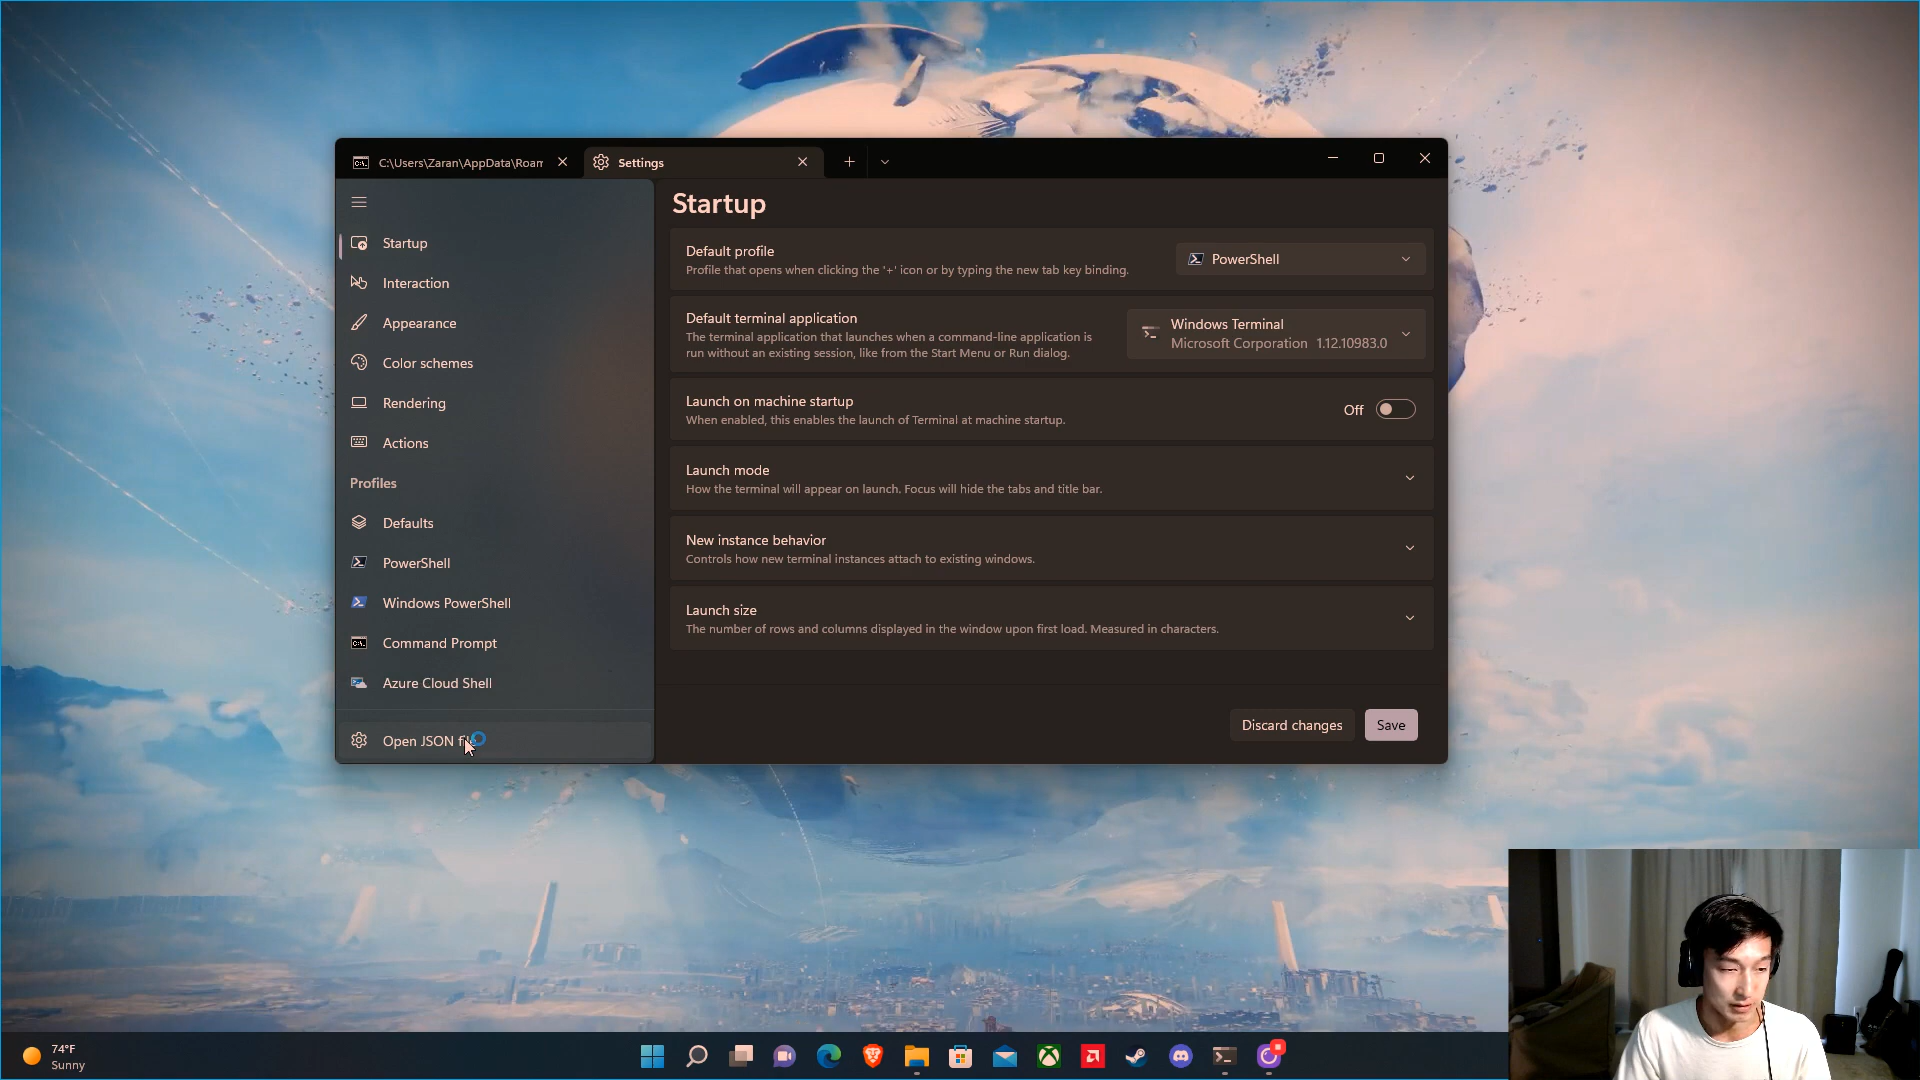 C:\Users\Zaran\AppData\Roam
Settings
Startup
Interaction
Appearance
Color schemes
Rendering
Actions
Profiles
Defaults
PowerShell
Windows PowerShell
Command Prompt
Azure Cloud Shell
Open JSON file
Startup
Default profile
Profile that opens when clicking the '+' icon or by typing the new tab key binding.
PowerShell
Default terminal application
The terminal application that launches when a command-line application is
run without an existing session, like from the Start Menu or Run dialog.
Windows Terminal
Microsoft Corporation 1.12.10983.0
Launch on machine startup
When enabled, this enables the launch of Terminal at machine startup.
Off
Launch mode
How the terminal will appear on launch. Focus will hide the tabs and title bar.
New instance behavior
Controls how new terminal instances attach to existing windows.
Launch size
The number of rows and columns displayed in the window upon first load. Measured in characters.
Discard changes
Save
74°F
Sunny